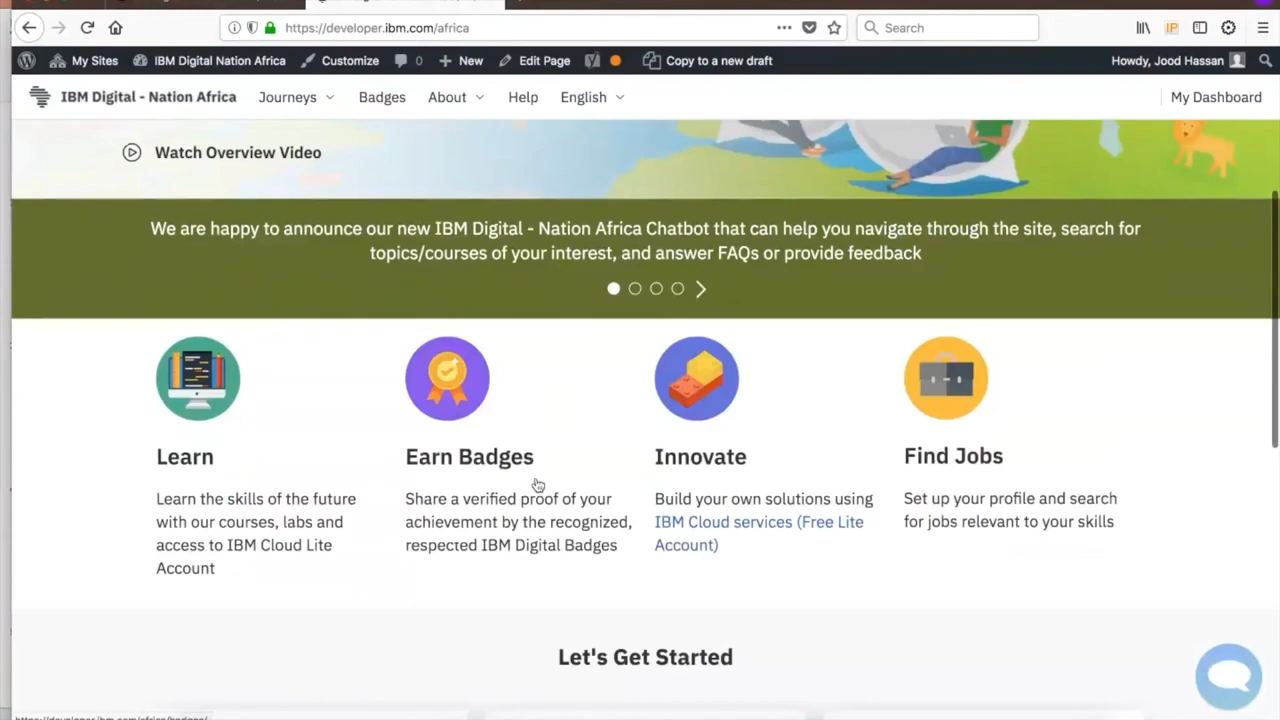 https://developer.ibm.com/africa
Search
IP
My Sites
IBM Digital Nation Africa
Customize
0
New
Edit Page
Copy to a new draft
Howdy, Jood Hassan
IBM Digital - Nation Africa
Journeys
Badges
About
Help
English
My Dashboard
Watch Overview Video
We are happy to announce our new IBM Digital - Nation Africa Chatbot that can help you navigate through the site, search for
topics/courses of your interest, and answer FAQs or provide feedback
Learn
Learn the skills of the future
with our courses, labs and
access to IBM Cloud Lite
Account
Earn Badges
Share a verified proof of your
achievement by the recognized,
respected IBM Digital Badges
Innovate
Build your own solutions using
IBM Cloud services (Free Lite
Account)
Find Jobs
Set up your profile and search
for jobs relevant to your skills
Let's Get Started